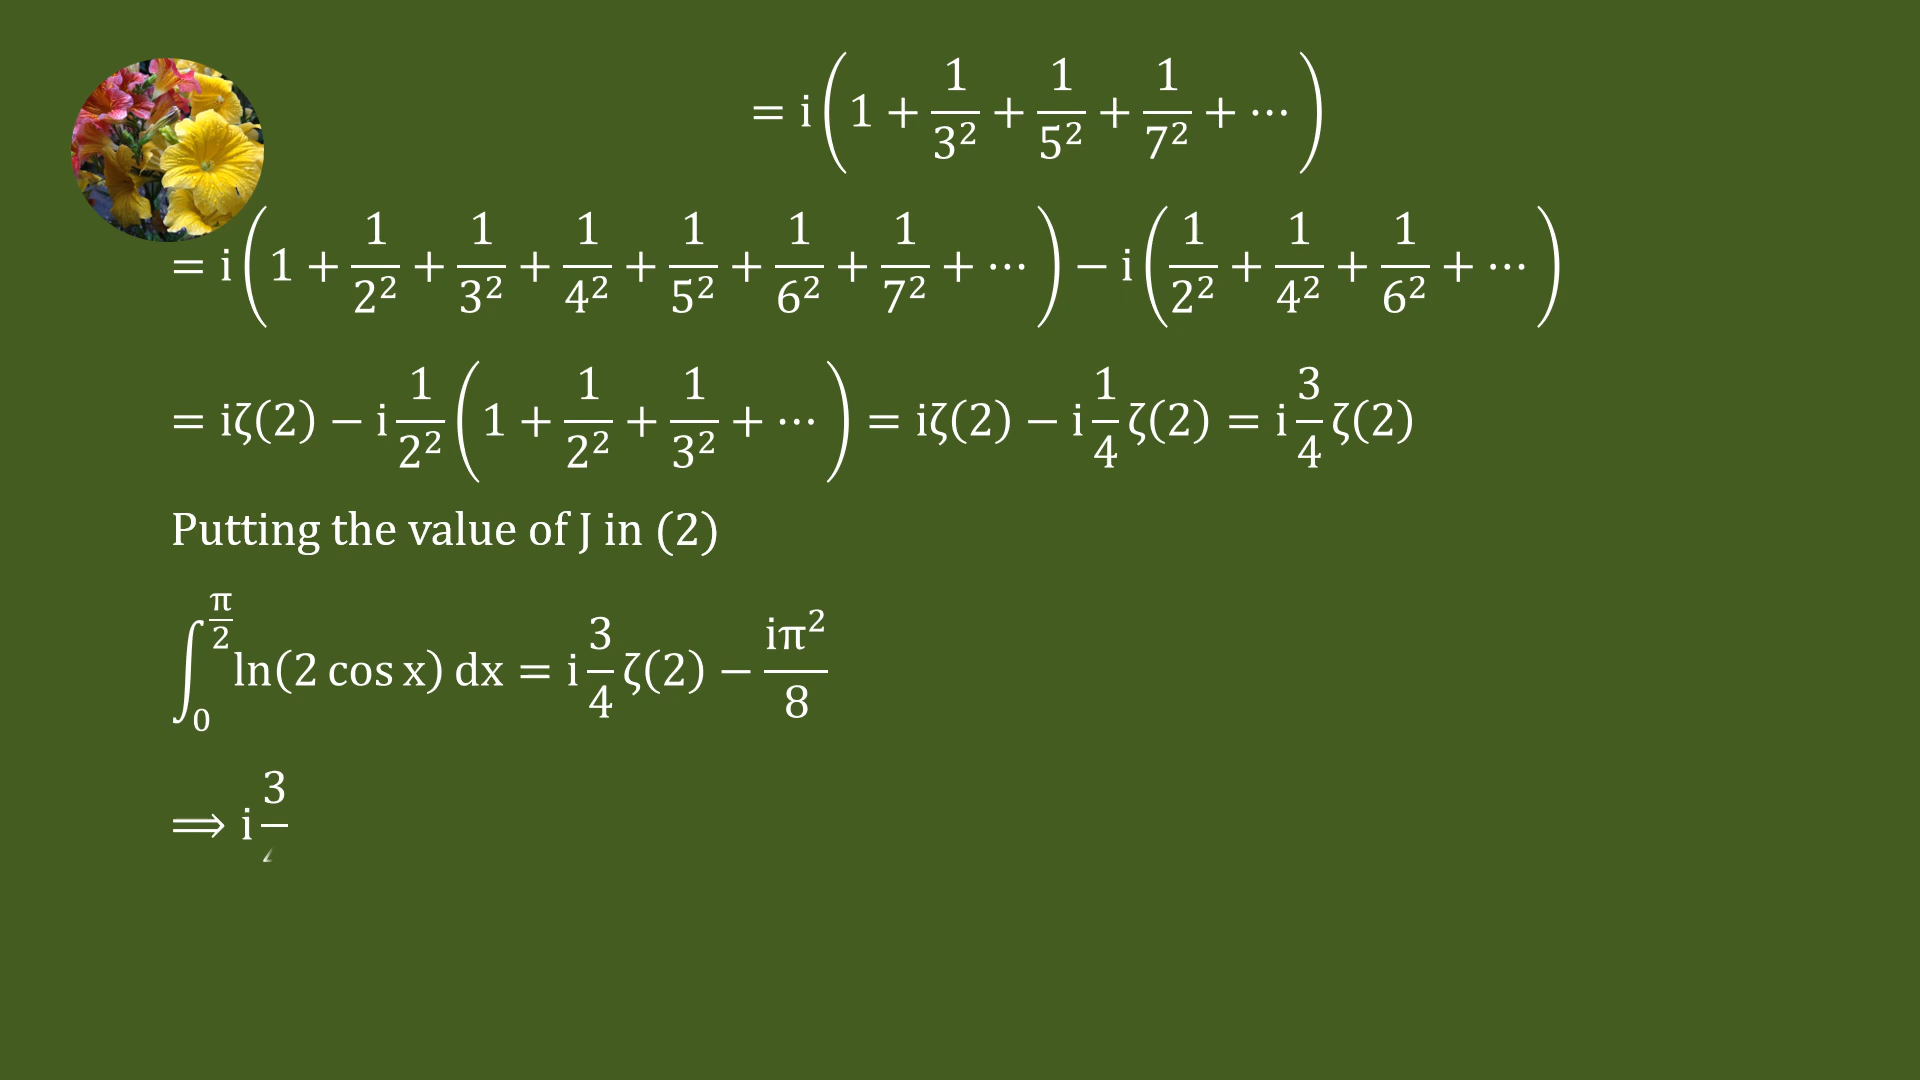 = i(1 + 1/3² + 1/5² + 1/7² + ⋯)
= i(1 + 1/2² + 1/3² + 1/4² + 1/5² + 1/6² + 1/7² + ⋯) − i(1/2² + 1/4² + 1/6² + ⋯)
= iζ(2) − i 1/2² (1 + 1/2² + 1/3² + ⋯) = iζ(2) − i 1/4 ζ(2) = i 3/4 ζ(2)
Putting the value of J in (2)
∫₀^(π/2) ln(2 cos x) dx = i 3/4 ζ(2) − iπ²/8
⟹ i 3/